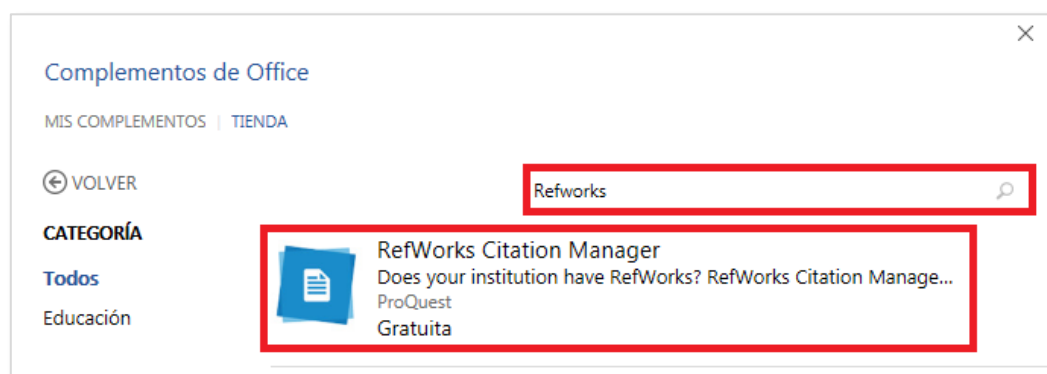 Complementos de Office
MIS COMPLEMENTOS | TIENDA
VOLVER
Refworks
CATEGORÍA
Todos
Educación
RefWorks Citation Manager
Does your institution have RefWorks? RefWorks Citation Manage...
ProQuest
Gratuita